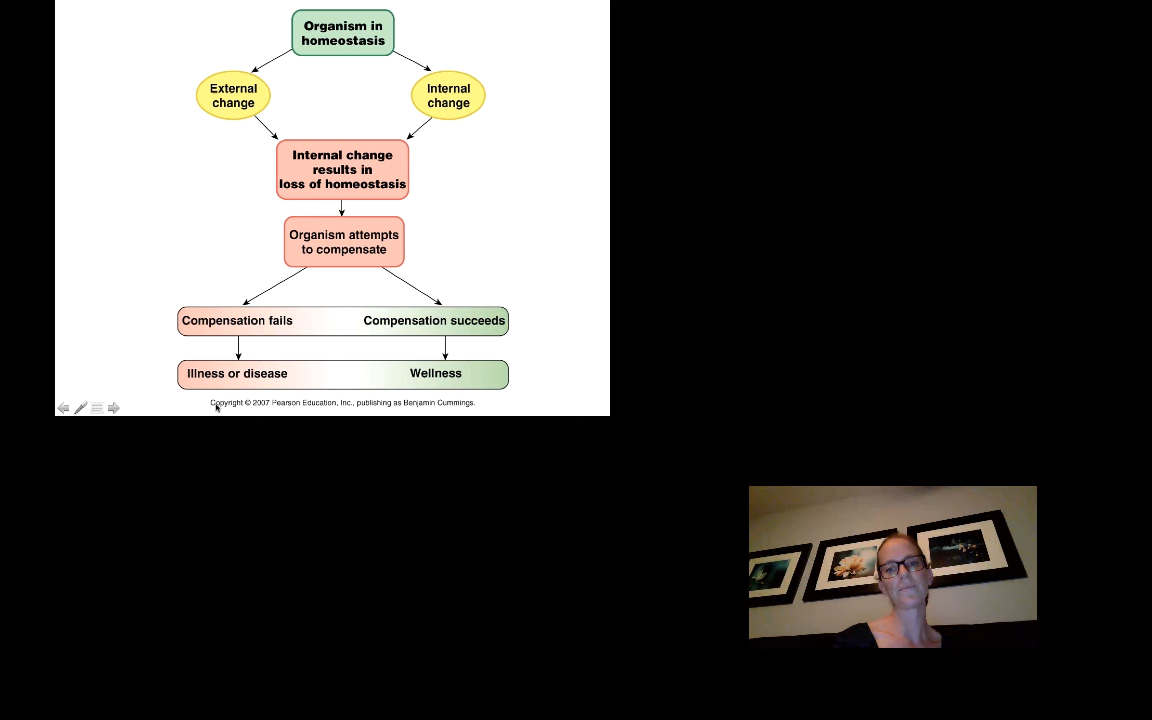 Organism in
homeostasis
External
change
Internal
change
Internal change
results in
loss of homeostasis
Organism attempts
to compensate
Compensation fails
Compensation succeeds
Illness or disease
Wellness
Copyright © 2007 Pearson Education, Inc., publishing as Benjamin Cummings.